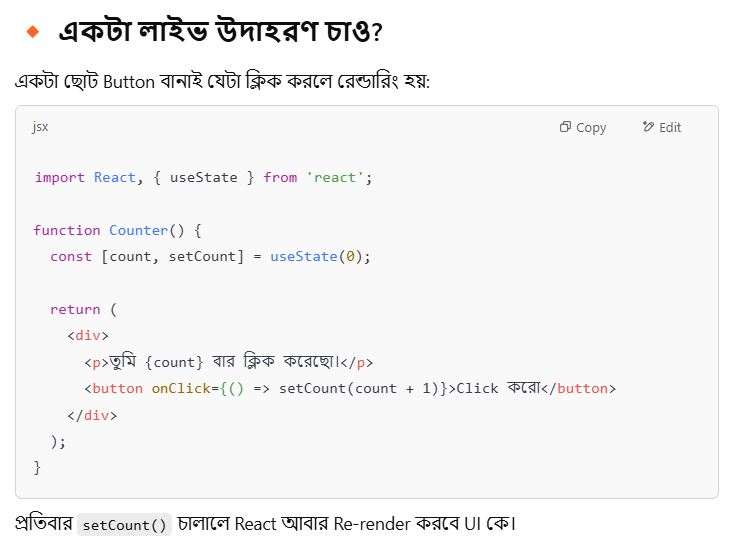 🔸 একটা লাইভ উদাহরণ চাও?
একটা ছোট Button বানাই যেটা ক্লিক করলে রেন্ডারিং হয়:
jsx Copy Edit
import React, { useState } from 'react';
function Counter() {
const [count, setCount] = useState(0);
return (
<div>
<p>তুমি {count} বার ক্লিক করেছো।</p>
<button onClick={() => setCount(count + 1)}>Click করো</button>
</div>
);
}
প্রতিবার setCount() চালালে React আবার Re-render করবে UI কে।